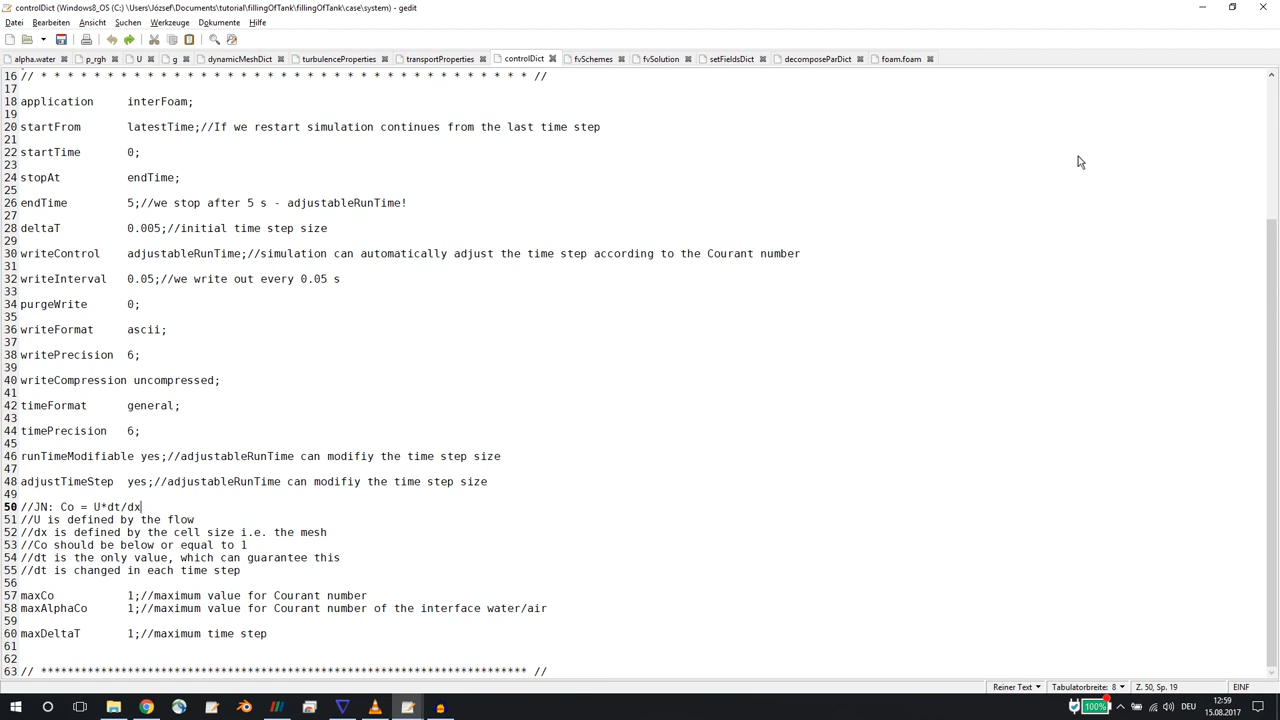 controlDict (Windows8_OS (C:) \Users\József\Documents\tutorial\fillingOfTank\fillingOfTank\case\system) - gedit
Datei Bearbeiten Ansicht Suchen Werkzeuge Dokumente Hilfe
alpha.water p_rgh U g dynamicMeshDict turbulenceProperties transportProperties controlDict fvSchemes fvSolution setFieldsDict decomposeParDict foam.foam
16 // * * * * * * * * * * * * * * * * * * * * * * * * * * * * * * * * * * * * * //
17
18 application interFoam;
19
20 startFrom latestTime;//If we restart simulation continues from the last time step
21
22 startTime 0;
23
24 stopAt endTime;
25
26 endTime 5;//we stop after 5 s - adjustableRunTime!
27
28 deltaT 0.005;//initial time step size
29
30 writeControl adjustableRunTime;//simulation can automatically adjust the time step according to the Courant number
31
32 writeInterval 0.05;//we write out every 0.05 s
33
34 purgeWrite 0;
35
36 writeFormat ascii;
37
38 writePrecision 6;
39
40 writeCompression uncompressed;
41
42 timeFormat general;
43
44 timePrecision 6;
45
46 runTimeModifiable yes;//adjustableRunTime can modifiy the time step size
47
48 adjustTimeStep yes;//adjustableRunTime can modifiy the time step size
49
50 //JN: Co = U*dt/dx
51 //U is defined by the flow
52 //dx is defined by the cell size i.e. the mesh
53 //Co should be below or equal to 1
54 //dt is the only value, which can guarantee this
55 //dt is changed in each time step
56
57 maxCo 1;//maximum value for Courant number
58 maxAlphaCo 1;//maximum value for Courant number of the interface water/air
59
60 maxDeltaT 1;//maximum time step
61
62
63 // ************************************************************************* //
Reiner Text Tabulatorbreite: 8 Z. 50, Sp. 19 EINF
100% DEU 12:59
15.08.2017